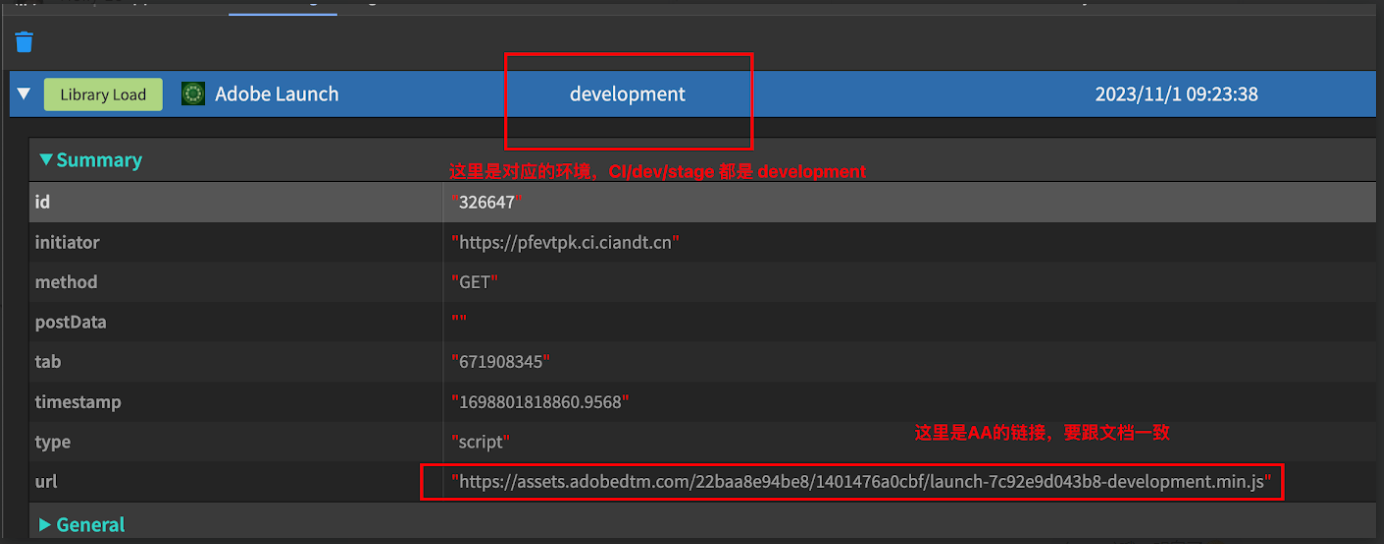 Library Load Adobe Launch development 2023/11/1 09:23:38
Summary
这里是对应的环境，CI/dev/stage 都是 development
id "326647"
initiator "https://pfevtpk.ci.ciandt.cn"
method "GET"
postData ""
tab "671908345"
timestamp "1698801818860.9568"
这里是AA的链接，要跟文档一致
type "script"
url "https://assets.adobedtm.com/22baa8e94be8/1401476a0cbf/launch-7c92e9d043b8-development.min.js"
General